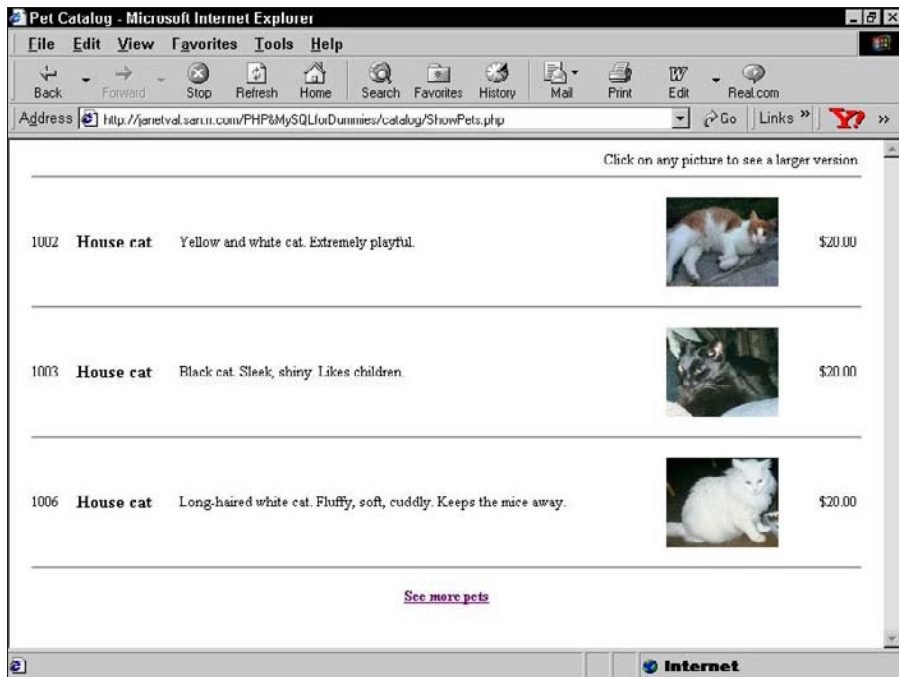 Pet Catalog - Microsoft Internet Explorer
File Edit View Favorites Tools Help
Back Forward Stop Refresh Home Search Favorites History Mail Print Edit Real.com
Address http://janetval.san.rr.com/PHP&MySQLforDummies/catalog/ShowPets.php Go Links »
Y! »
Click on any picture to see a larger version.
1002 House cat Yellow and white cat. Extremely playful. $20.00
1003 House cat Black cat. Sleek, shiny. Likes children. $20.00
1006 House cat Long-haired white cat. Fluffy, soft, cuddly. Keeps the mice away. $20.00
See more pets
Internet